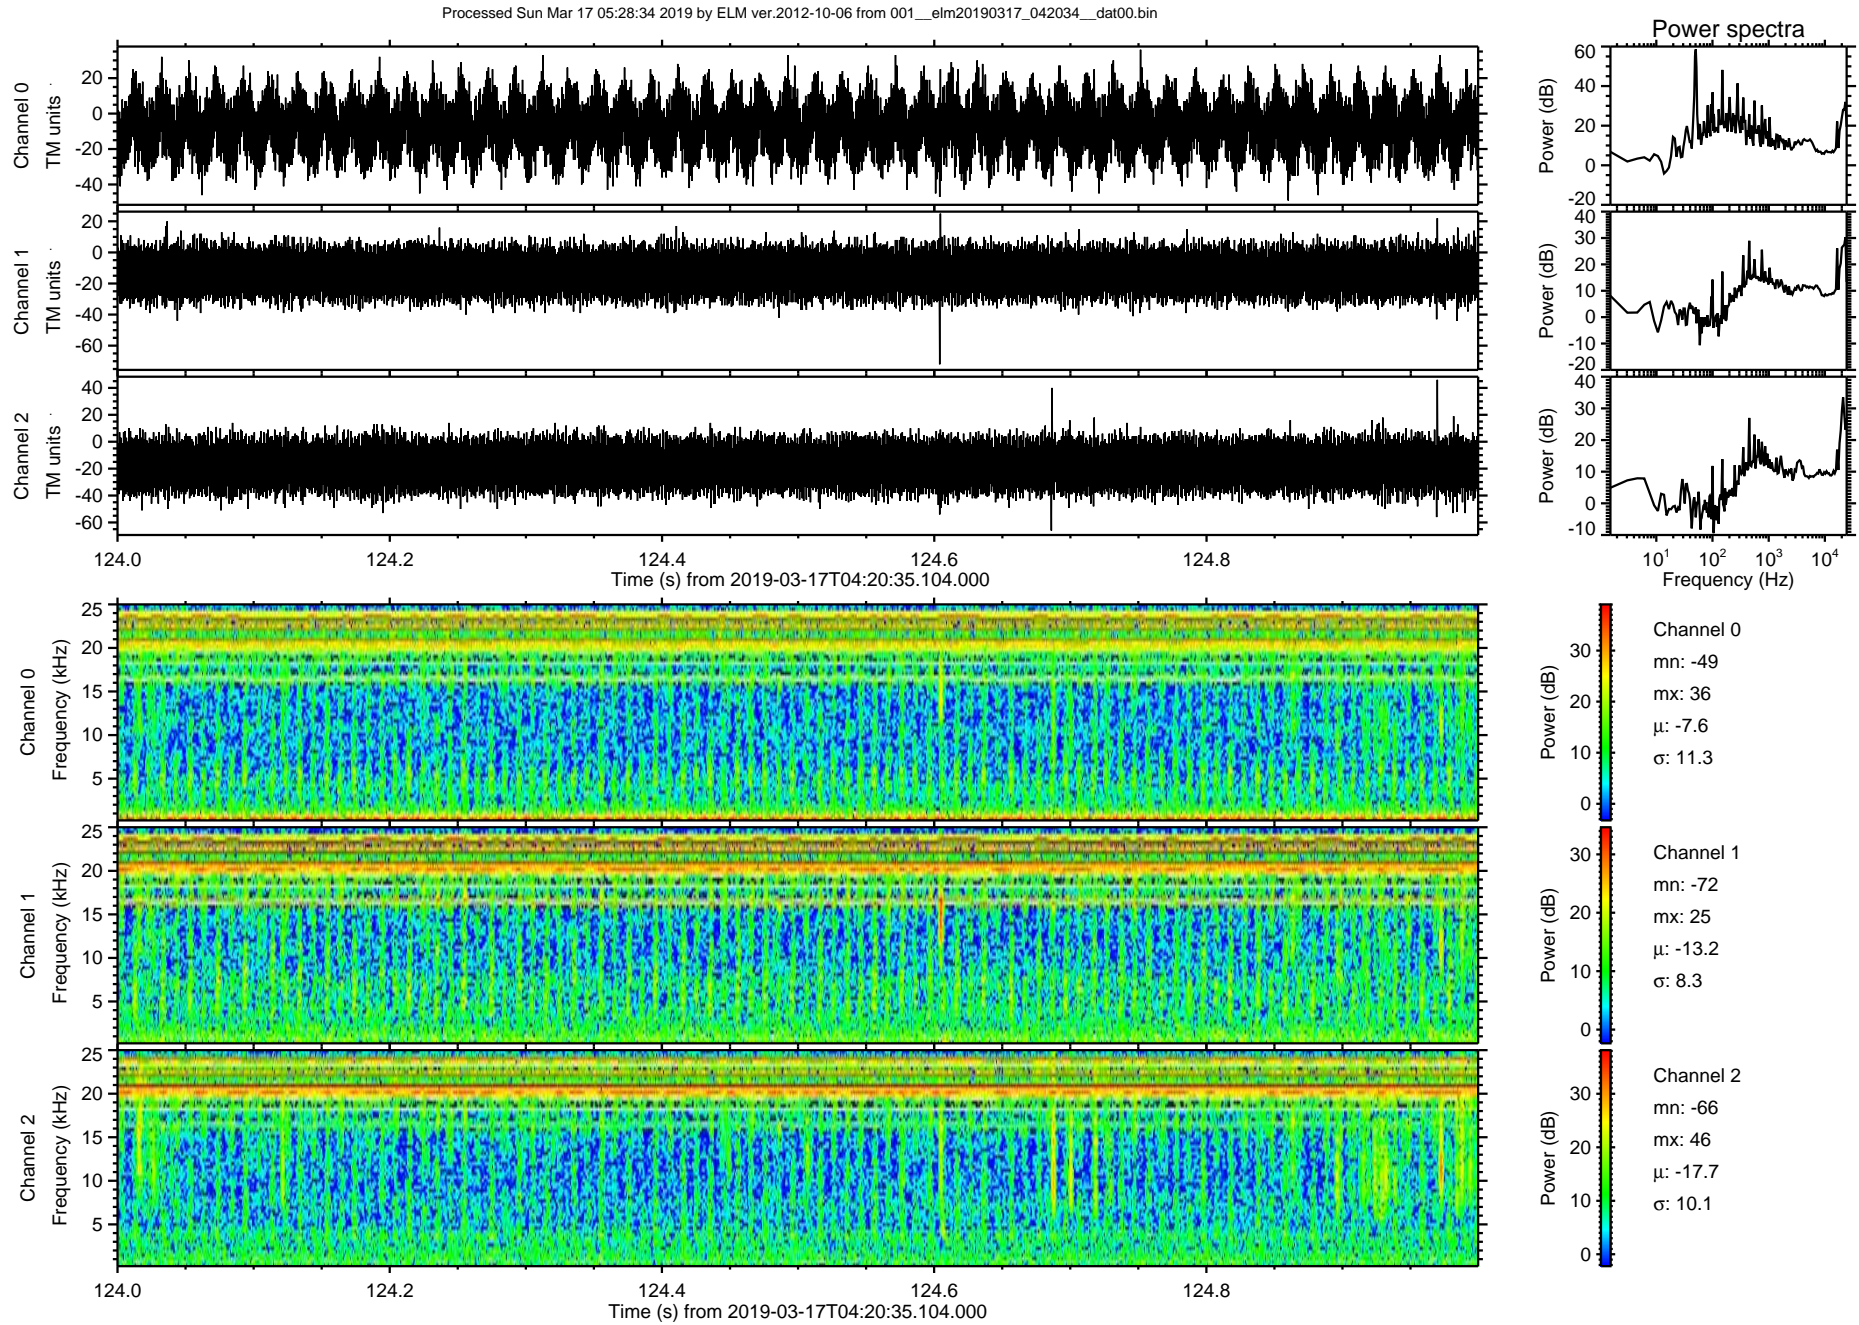 Processed Sun Mar 17 05:28:34 2019 by ELM ver.2012-10-06 from 001__elm20190317_042034__dat00.bin
Power spectra
Channel 0
TM units
20
0
-20
-40
Power (dB)
60
40
20
0
-20
Channel 1
TM units
20
0
-20
-40
-60
Power (dB)
40
30
20
10
0
-10
-20
Channel 2
TM units
40
20
0
-20
-40
-60
Power (dB)
40
30
20
10
0
-10
124.0 124.2 124.4 124.6 124.8
Time (s) from 2019-03-17T04:20:35.104.000
10^1 10^2 10^3 10^4
Frequency (Hz)
Channel 0
Frequency (kHz)
25
20
15
10
5
Power (dB)
30
20
10
0
Channel 0
mn: -49
mx: 36
μ: -7.6
σ: 11.3
Channel 1
Frequency (kHz)
25
20
15
10
5
Power (dB)
30
20
10
0
Channel 1
mn: -72
mx: 25
μ: -13.2
σ: 8.3
Channel 2
Frequency (kHz)
25
20
15
10
5
Power (dB)
30
20
10
0
Channel 2
mn: -66
mx: 46
μ: -17.7
σ: 10.1
124.0 124.2 124.4 124.6 124.8
Time (s) from 2019-03-17T04:20:35.104.000